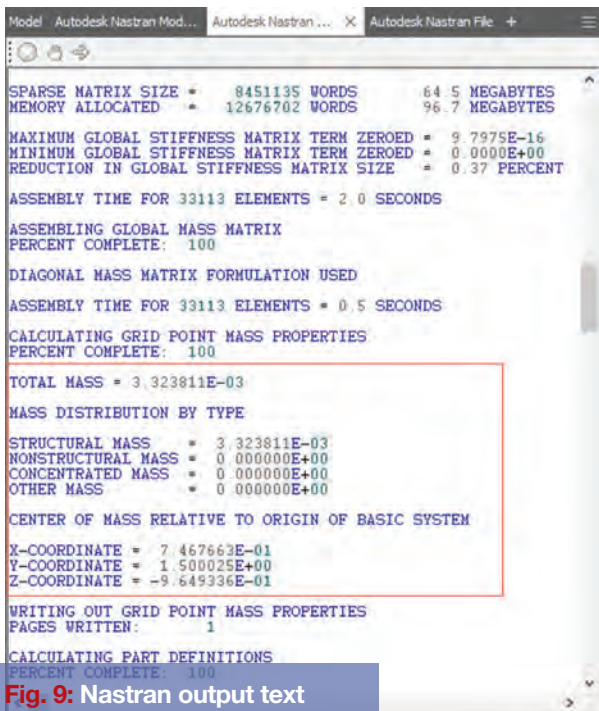 Model Autodesk Nastran Mod... Autodesk Nastran ... × Autodesk Nastran File +
SPARSE MATRIX SIZE = 8451135 WORDS 64.5 MEGABYTES
MEMORY ALLOCATED = 12676702 WORDS 96.7 MEGABYTES
MAXIMUM GLOBAL STIFFNESS MATRIX TERM ZEROED = 9.7975E-16
MINIMUM GLOBAL STIFFNESS MATRIX TERM ZEROED = 0.0000E+00
REDUCTION IN GLOBAL STIFFNESS MATRIX SIZE = 0.37 PERCENT
ASSEMBLY TIME FOR 33113 ELEMENTS = 2.0 SECONDS
ASSEMBLING GLOBAL MASS MATRIX
PERCENT COMPLETE: 100
DIAGONAL MASS MATRIX FORMULATION USED
ASSEMBLY TIME FOR 33113 ELEMENTS = 0.5 SECONDS
CALCULATING GRID POINT MASS PROPERTIES
PERCENT COMPLETE: 100
TOTAL MASS = 3.323811E-03
MASS DISTRIBUTION BY TYPE
STRUCTURAL MASS = 3.323811E-03
NONSTRUCTURAL MASS = 0.000000E+00
CONCENTRATED MASS = 0.000000E+00
OTHER MASS = 0.000000E+00
CENTER OF MASS RELATIVE TO ORIGIN OF BASIC SYSTEM
X-COORDINATE = 7.467663E-01
Y-COORDINATE = 1.500025E+00
Z-COORDINATE = -9.649336E-01
WRITING OUT GRID POINT MASS PROPERTIES
PAGES WRITTEN: 1
CALCULATING PART DEFINITIONS
PERCENT COMPLETE: 100
Fig. 9: Nastran output text